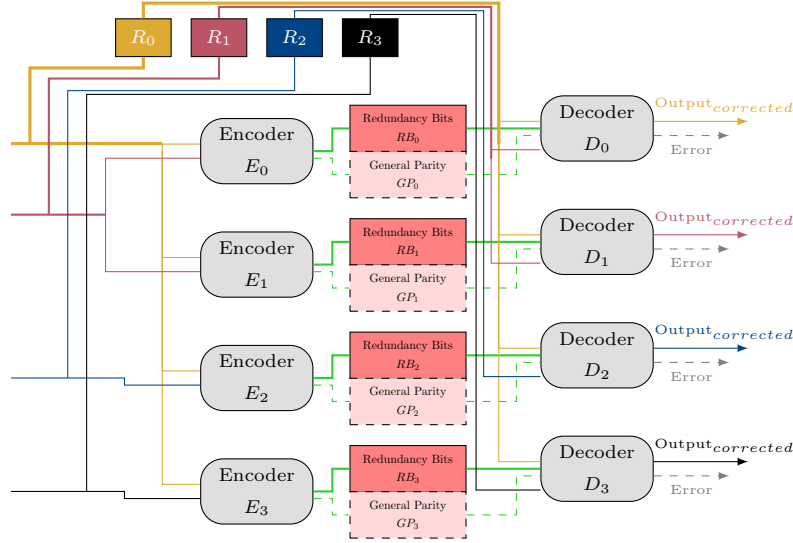 R0 R1 R2 R3
Encoder
E0
Redundancy Bits
RB0
General Parity
GP0
Decoder
D0
Outputcorrected
Error
Encoder
E1
Redundancy Bits
RB1
General Parity
GP1
Decoder
D1
Outputcorrected
Error
Encoder
E2
Redundancy Bits
RB2
General Parity
GP2
Decoder
D2
Outputcorrected
Error
Encoder
E3
Redundancy Bits
RB3
General Parity
GP3
Decoder
D3
Outputcorrected
Error